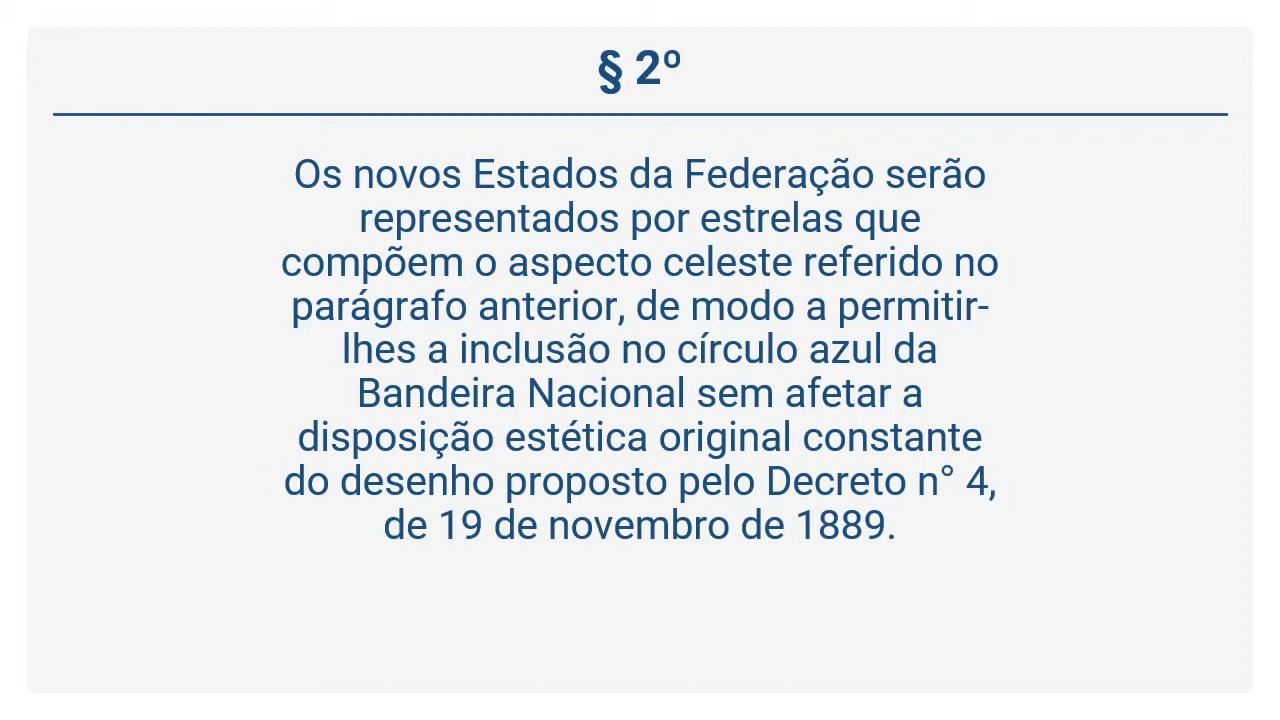 § 2º
Os novos Estados da Federação serão
representados por estrelas que
compõem o aspecto celeste referido no
parágrafo anterior, de modo a permitir-
lhes a inclusão no círculo azul da
Bandeira Nacional sem afetar a
disposição estética original constante
do desenho proposto pelo Decreto n° 4,
de 19 de novembro de 1889.